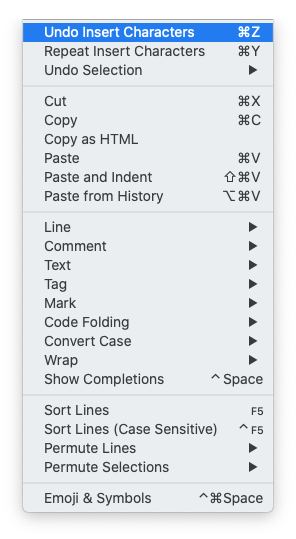 Undo Insert Characters ⌘Z
Repeat Insert Characters ⌘Y
Undo Selection ▶
Cut ⌘X
Copy ⌘C
Copy as HTML
Paste ⌘V
Paste and Indent ⇧⌘V
Paste from History ⌥⌘V
Line ▶
Comment ▶
Text ▶
Tag ▶
Mark ▶
Code Folding ▶
Convert Case ▶
Wrap ▶
Show Completions ^ Space
Sort Lines F5
Sort Lines (Case Sensitive) ^ F5
Permute Lines ▶
Permute Selections ▶
Emoji & Symbols ^⌘Space